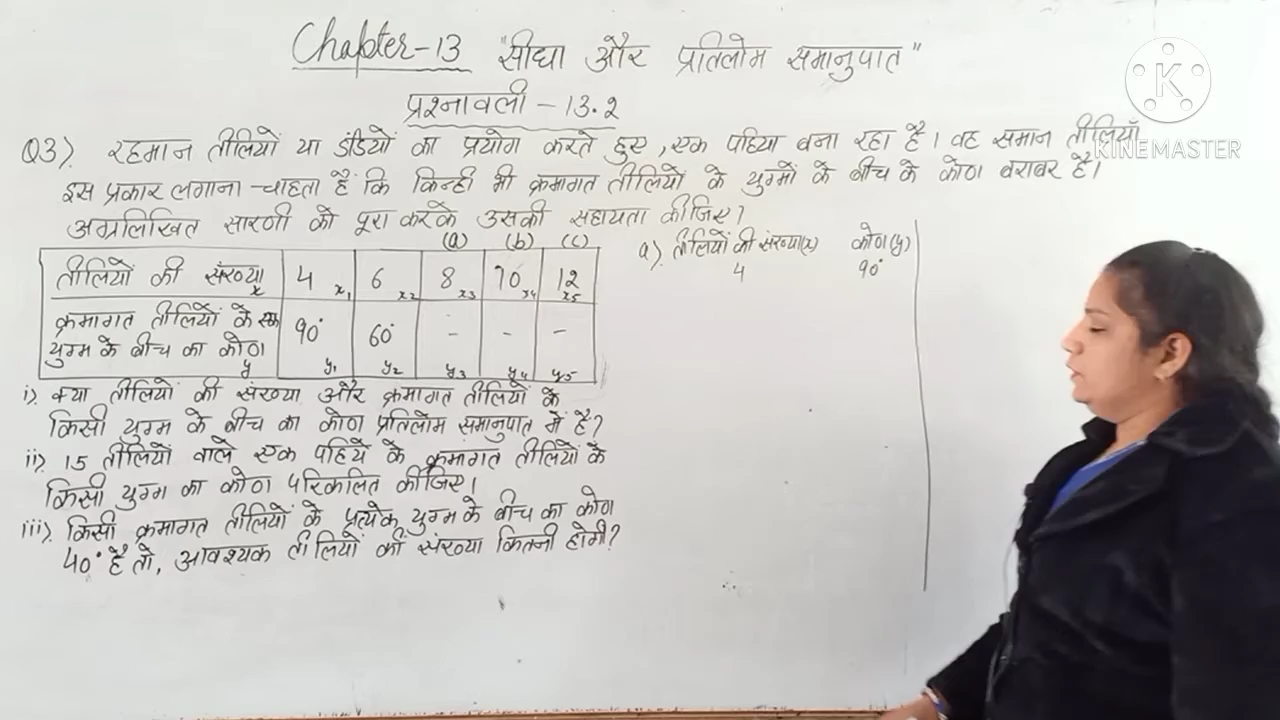 Chapter-13 "सीधा और प्रतिलोम समानुपात"
K
KINEMASTER
प्रश्नावली - 13.2
Q3). रहमान तीलियों या डंडियों का प्रयोग करते हुए, एक पहिया बना रहा है। वह समान तीलियाँ
इस प्रकार लगाना चाहता है कि किन्ही भी क्रमागत तीलियों के युग्मों के बीच के कोण बराबर है।
अग्रलिखित सारणी को पूरा करके उसकी सहायता कीजिए?
(a) (b) (c)
तीलियों की संख्या x 4 x₁ 6 x₂ 8 x₃ 10 x₄ 12 x₅
क्रमागत तीलियों के एक
युग्म के बीच का कोण y 90° y₁ 60° y₂ - y₃ - y₄ - y₅
i). क्या तीलियों की संख्या और क्रमागत तीलियों के
किसी युग्म के बीच का कोण प्रतिलोम समानुपात में है?
ii). 15 तीलियों वाले एक पहिये के क्रमागत तीलियों के
किसी युग्म का कोण परिकलित कीजिए।
iii). किसी क्रमागत तीलियों के प्रत्येक युग्म के बीच का कोण
40° है तो, आवश्यक तीलियों की संख्या कितनी होगी?
a). तीलियों की संख्या(x) कोण(y)
4 90°